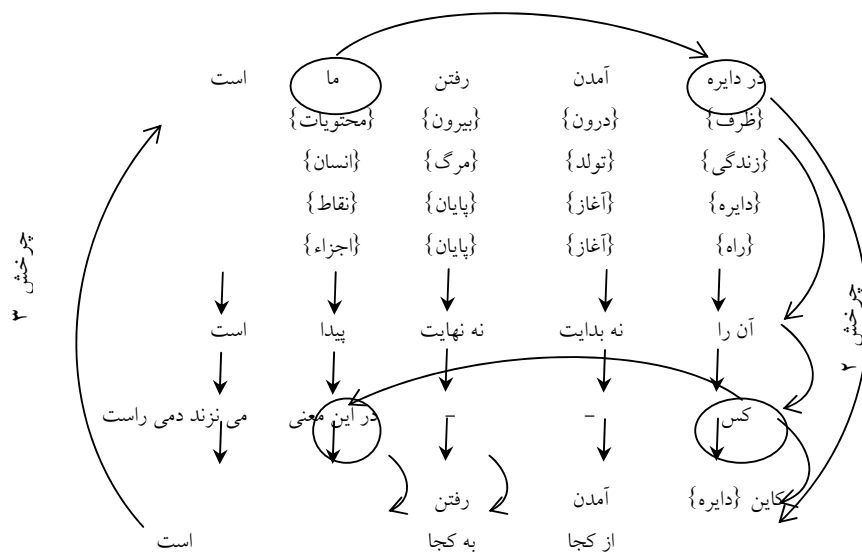 در دایره آمدن رفتن ما است
{ظرف} {درون} {بیرون} {محتویات}
{زندگی} {تولد} {مرگ} {انسان}
{دایره} {آغاز} {پایان} {نقاط}
{راه} {آغاز} {پایان} {اجزاء}
چرخش ۳
چرخش ۲
آن را نه بدایت نه نهایت پیدا است
کس – – در این معنی می نزند دمی راست
کاین {دایره} آمدن رفتن
از کجا به کجا است